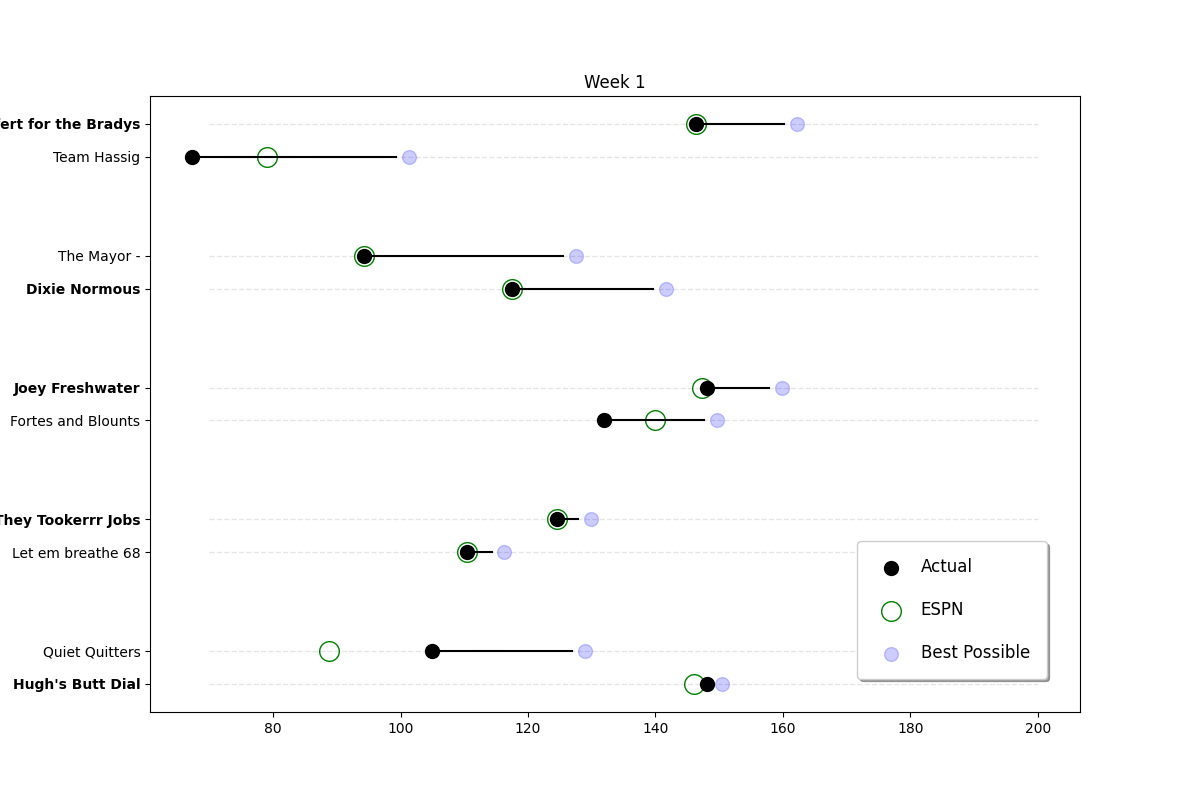 Week 1
ert for the Bradys
Team Hassig
The Mayor -
Dixie Normous
Joey Freshwater
Fortes and Blounts
They Tookerrr Jobs
Let em breathe 68
Quiet Quitters
Hugh's Butt Dial
Actual
ESPN
Best Possible
80 100 120 140 160 180 200